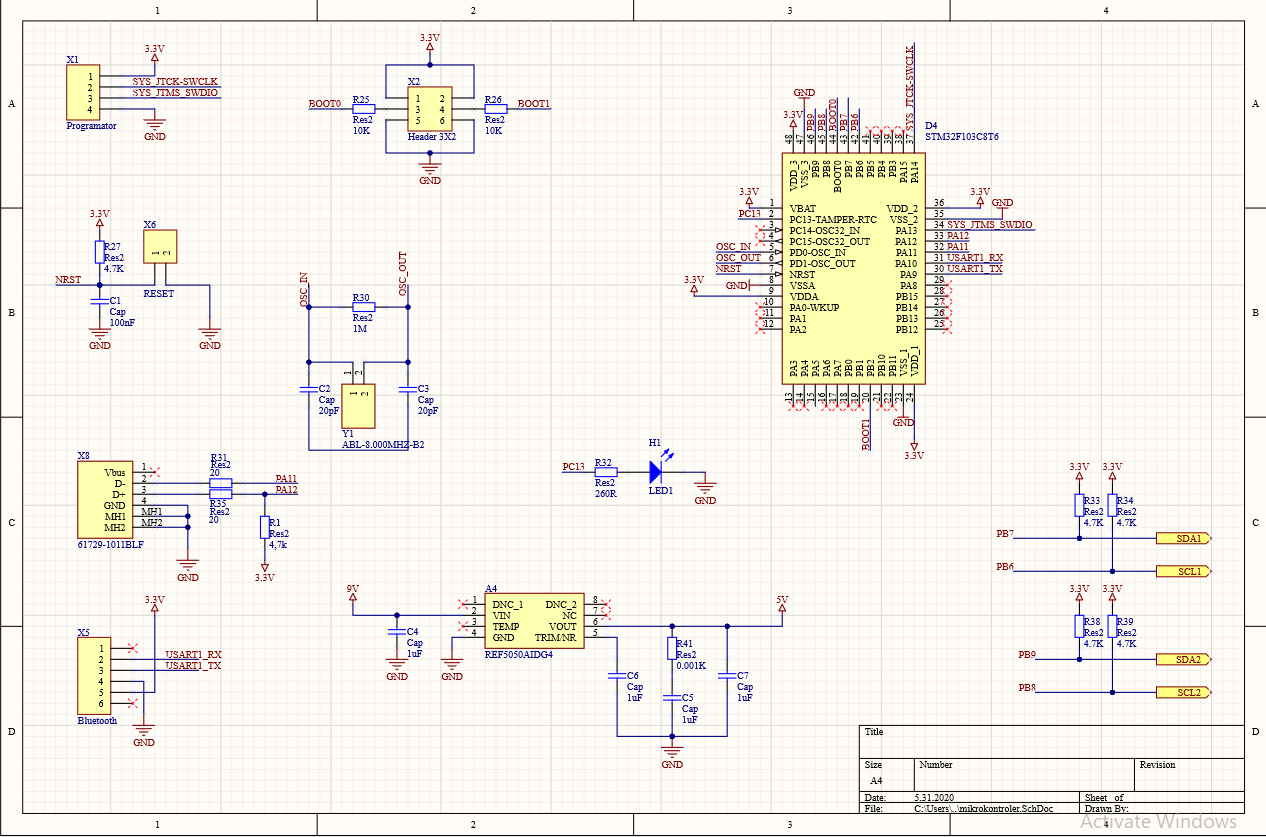 1 2 3 4
A
X1
3.3V
1
2 SYS_JTCK-SWCLK
3 SYS_JTMS_SWDIO
4
GND
Programator
3.3V
X2
BOOT0 R25 1 2 R26 BOOT1
3 4
Res2 5 6 Res2
10K Header 3X2 10K
GND
GND
3.3V
48 47 46 45 44 43 42 41 40 39 38 37
PB9 PB8 BOOT0 PB7 PB6 SYS_JTCK-SWCLK
D4
STM32F103C8T6
VDD_3 VSS_3 PB9 PB8 BOOT0 PB7 PB6 PB5 PB4 PB3 PA15 PA14
3.3V
1 VBAT VDD_2 36 3.3V
PC13 2 PC13-TAMPER-RTC VSS_2 35 GND
3 PC14-OSC32_IN PA13 34 SYS_JTMS_SWDIO
4 PC15-OSC32_OUT PA12 33 PA12
OSC_IN 5 PD0-OSC_IN PA11 32 PA11
OSC_OUT 6 PD1-OSC_OUT PA10 31 USART1_RX
NRST 7 NRST PA9 30 USART1_TX
GND 8 VSSA PA8 29
3.3V 9 VDDA PB15 28
10 PA0-WKUP PB14 27
11 PA1 PB13 26
12 PA2 PB12 25
PA3 PA4 PA5 PA6 PA7 PB0 PB1 PB2 PB10 PB11 VSS_1 VDD_1
13 14 15 16 17 18 19 20 21 22 23 24
BOOT1
GND
3.3V
A
B
3.3V
R27
Res2
4.7K
NRST
C1
Cap
100nF
GND
X6
1 2
RESET
GND
OSC_IN
OSC_OUT
R30
Res2
1M
1 2
1 2
C2
Cap
20pF
C3
Cap
20pF
Y1
ABL-8.000MHZ-B2
B
C
X8
Vbus 1
D- 2
D+ 3
GND 4
MH1 MH1
MH2 MH2
61729-1011BLF
GND
R31
Res2
20
PA11
PA12
R35
Res2
20
R1
Res2
4,7k
3.3V
H1
PC13 R32
Res2
260R
LED1
GND
3.3V 3.3V
R33 R34
Res2 Res2
4.7K 4.7K
PB7 SDA1
PB6 SCL1
C
3.3V 3.3V
R38 R39
Res2 Res2
4.7K 4.7K
PB9 SDA2
PB8 SCL2
D
3.3V
X5
1
2 USART1_RX
3 USART1_TX
4
5
6
Bluetooth
GND
9V
A4
1 DNC_1 DNC_2 8
2 VIN NC 7
3 TEMP VOUT 6
4 GND TRIM/NR 5
REF5050AIDG4
C4
Cap
1uF
GND
GND
5V
R41
Res2
0.001K
C6
Cap
1uF
C5
Cap
1uF
C7
Cap
1uF
GND
D
Title
Size Number Revision
A4
Date: 5.31.2020 Sheet of
File: C:\Users\..\mikrokontroler.SchDoc Drawn By:
1 2 3 4
Activate Windows